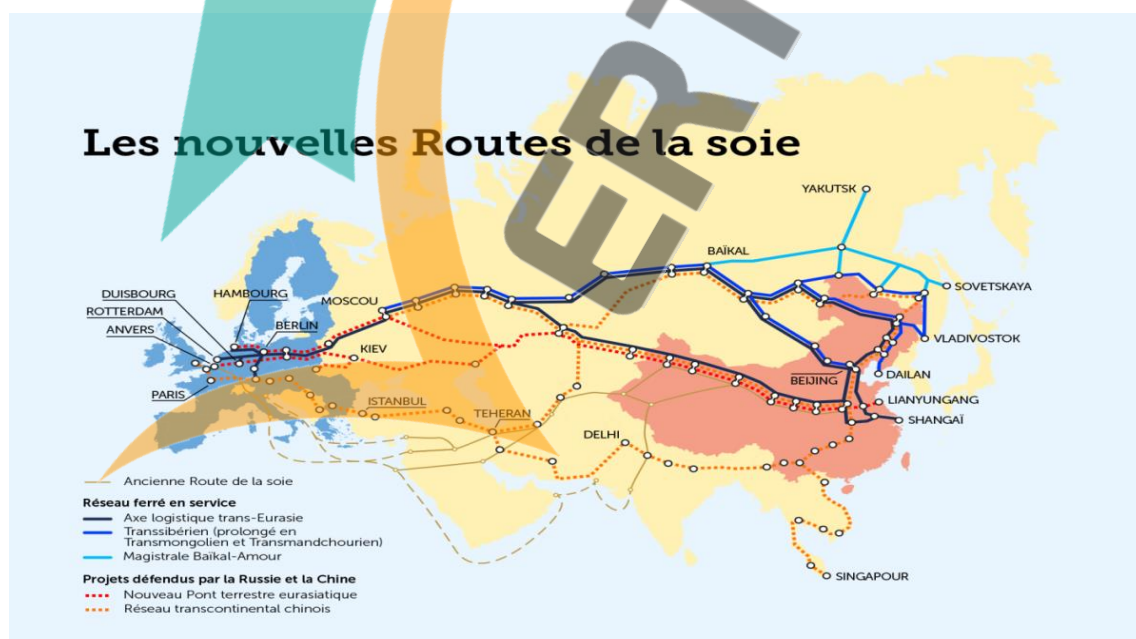 Les nouvelles Routes de la soie
ERT
YAKUTSK
BAÏKAL
SOVETSKAYA
DUISBOURG
HAMBOURG
MOSCOU
ROTTERDAM
ANVERS
BERLIN
KIEV
VLADIVOSTOK
PARIS
BEIJING
DAILAN
ISTANBUL
LIANYUNGANG
TEHERAN
SHANGAÏ
DELHI
Ancienne Route de la soie
Réseau ferré en service
Axe logistique trans-Eurasie
Transsibérien (prolongé en
Transmongolien et Transmandchourien)
Magistrale Baïkal-Amour
SINGAPOUR
Projets défendus par la Russie et la Chine
Nouveau Pont terrestre eurasiatique
Réseau transcontinental chinois